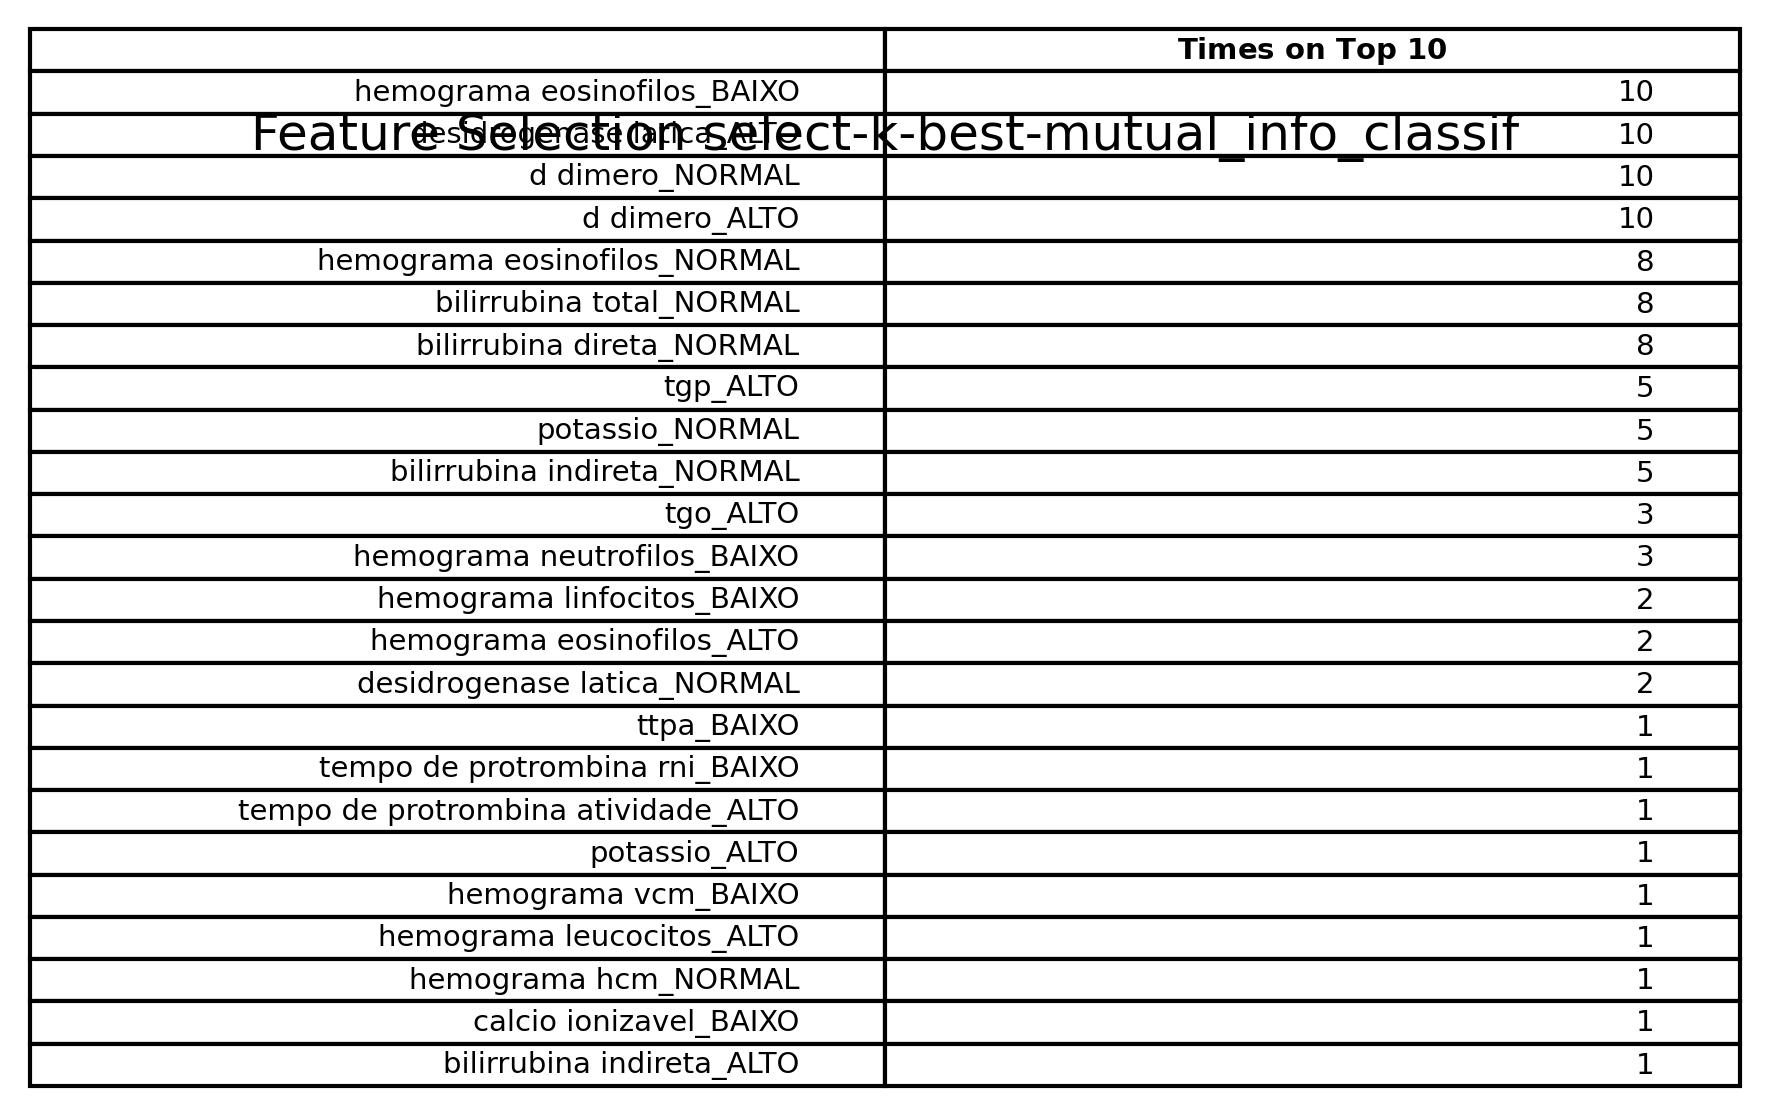 Times on Top 10
hemograma eosinofilos_BAIXO 10
desidrogenase latica_ALTO 10
Feature Selection select-k-best-mutual_info_classif
d dimero_NORMAL 10
d dimero_ALTO 10
hemograma eosinofilos_NORMAL 8
bilirrubina total_NORMAL 8
bilirrubina direta_NORMAL 8
tgp_ALTO 5
potassio_NORMAL 5
bilirrubina indireta_NORMAL 5
tgo_ALTO 3
hemograma neutrofilos_BAIXO 3
hemograma linfocitos_BAIXO 2
hemograma eosinofilos_ALTO 2
desidrogenase latica_NORMAL 2
ttpa_BAIXO 1
tempo de protrombina rni_BAIXO 1
tempo de protrombina atividade_ALTO 1
potassio_ALTO 1
hemograma vcm_BAIXO 1
hemograma leucocitos_ALTO 1
hemograma hcm_NORMAL 1
calcio ionizavel_BAIXO 1
bilirrubina indireta_ALTO 1